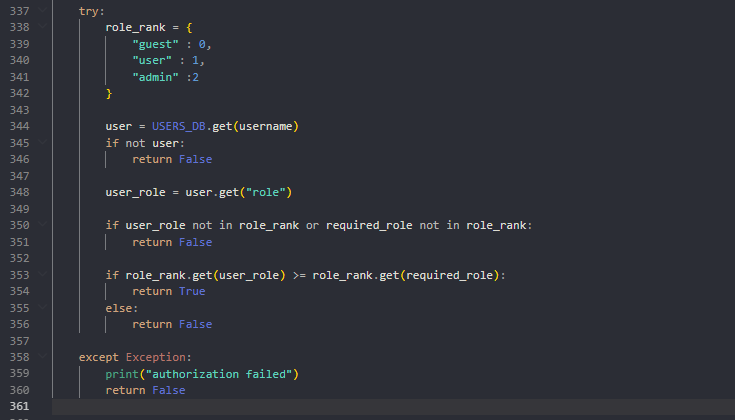 337 try:
338 role_rank = {
339 "guest" : 0,
340 "user" : 1,
341 "admin" :2
342 }
343
344 user = USERS_DB.get(username)
345 if not user:
346 return False
347
348 user_role = user.get("role")
349
350 if user_role not in role_rank or required_role not in role_rank:
351 return False
352
353 if role_rank.get(user_role) >= role_rank.get(required_role):
354 return True
355 else:
356 return False
357
358 except Exception:
359 print("authorization failed")
360 return False
361